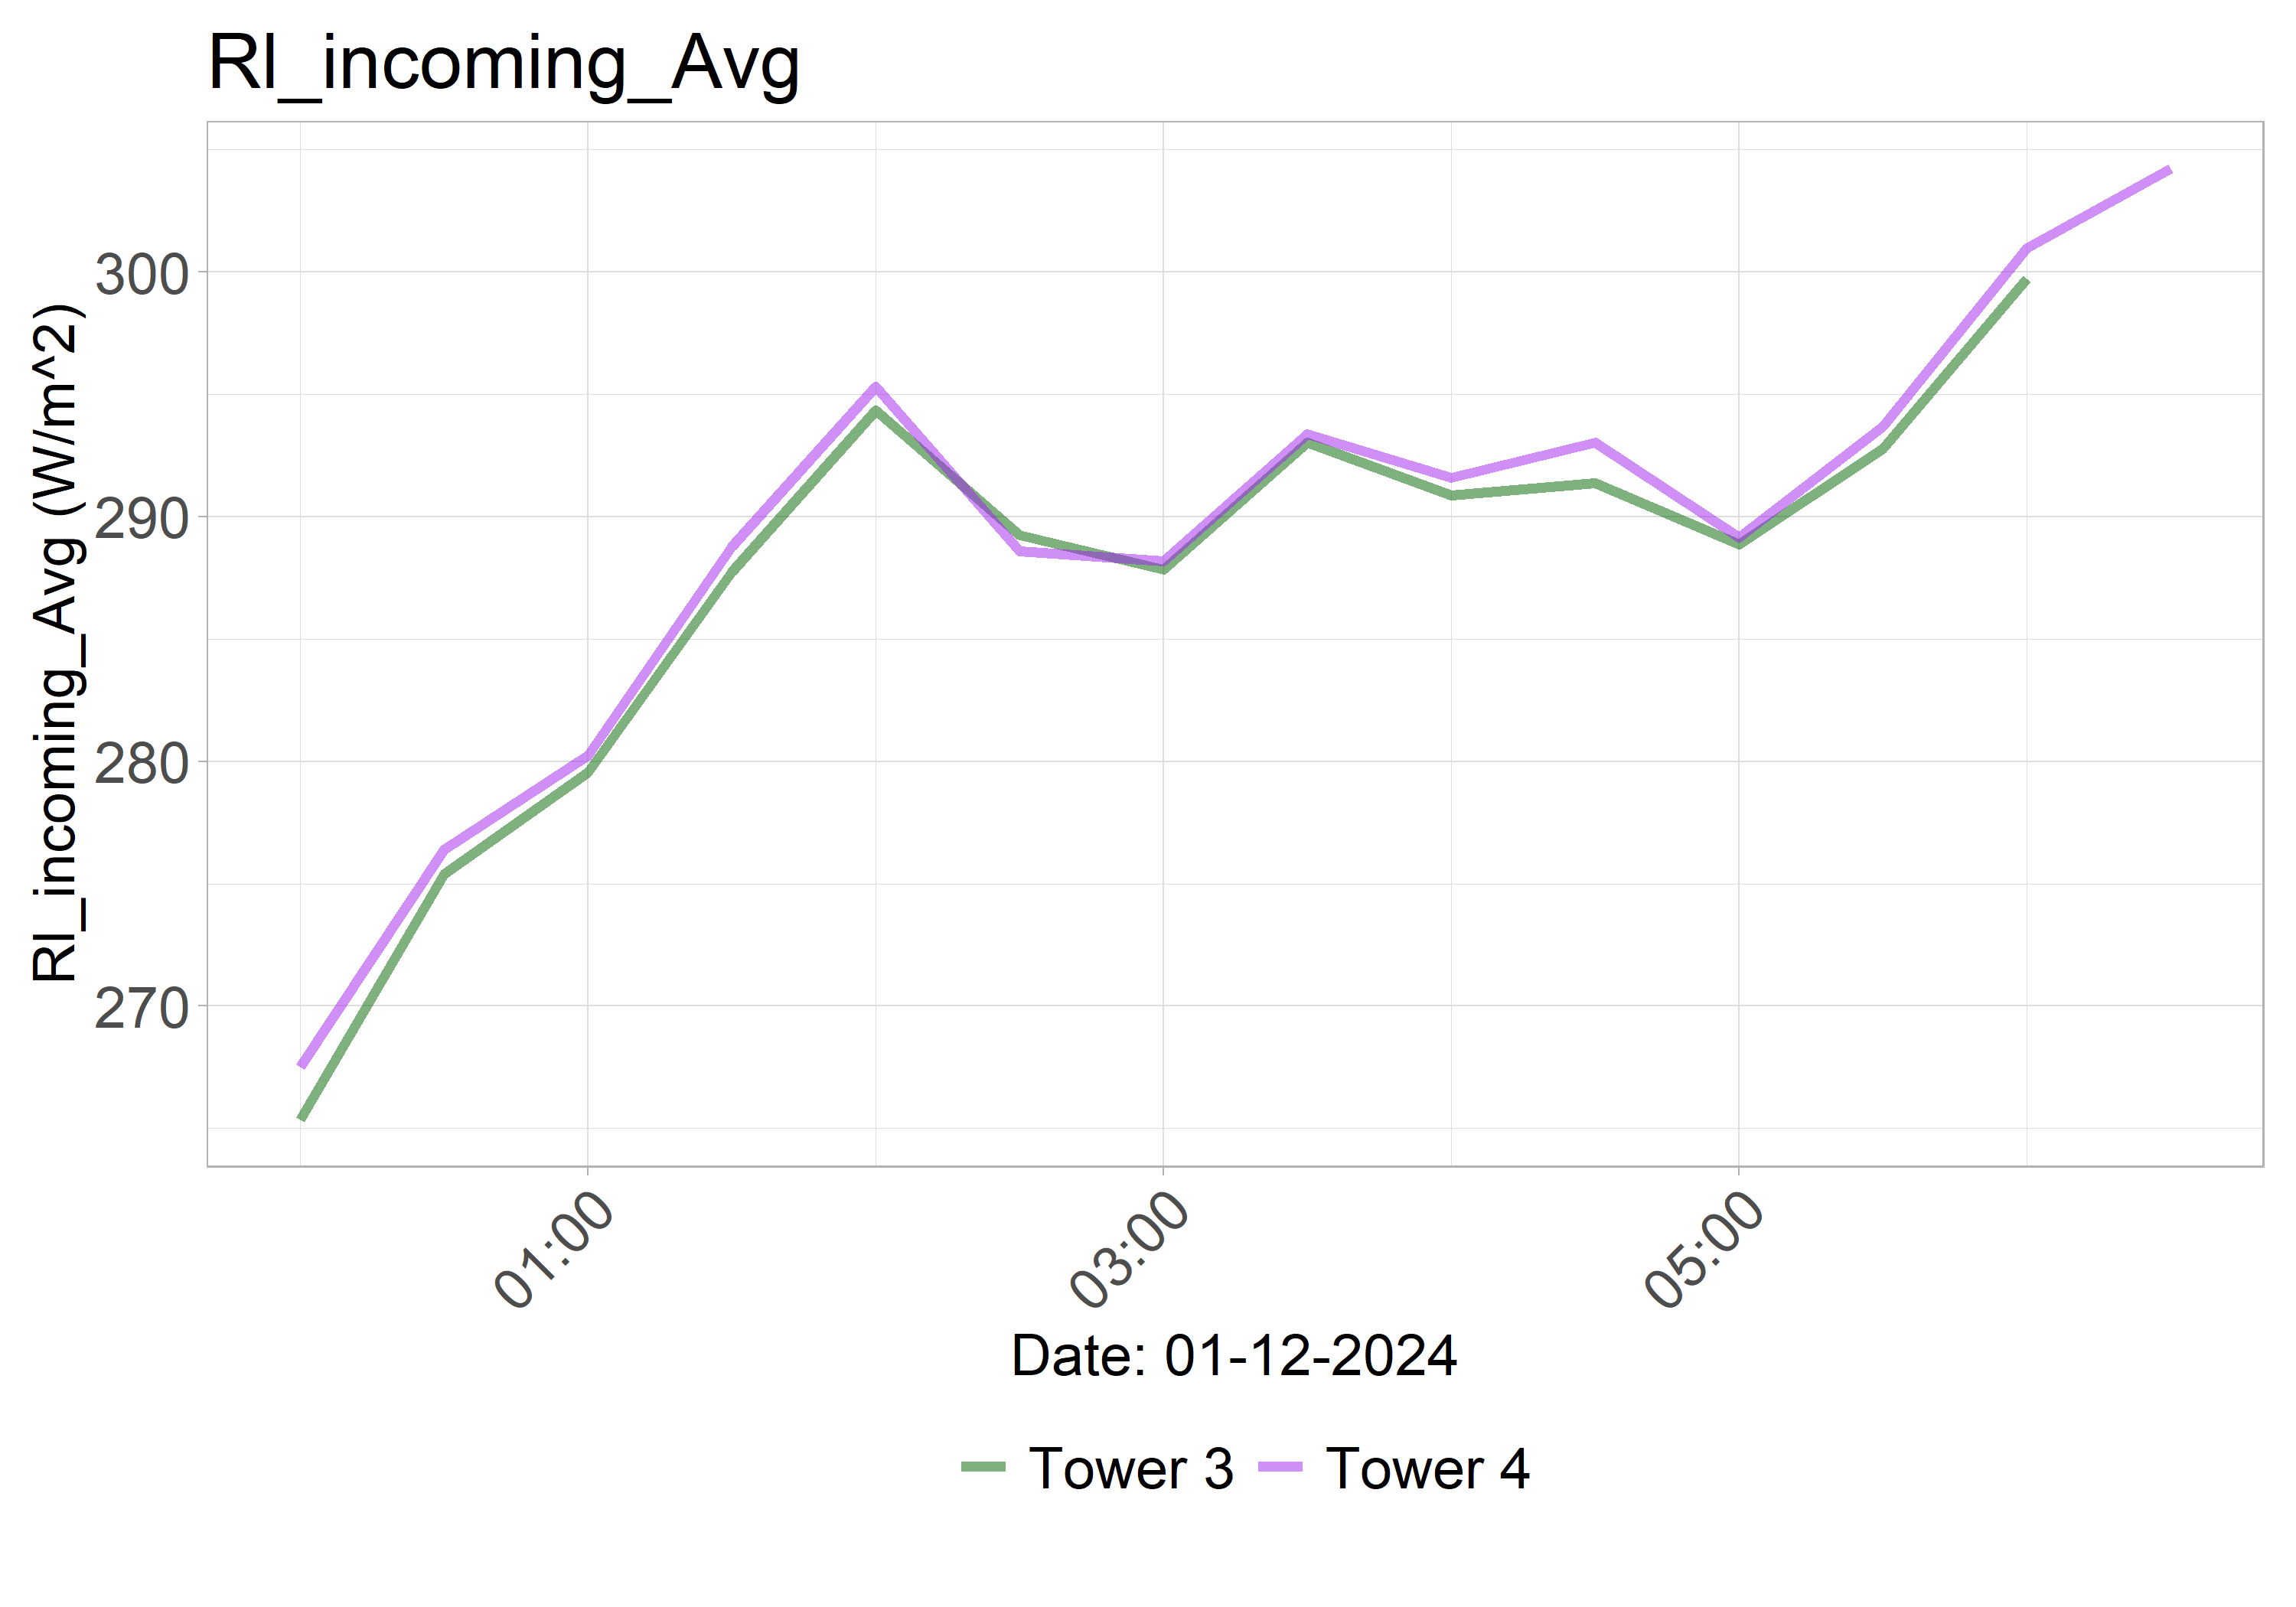 Rl_incoming_Avg
Rl_incoming_Avg (W/m^2)
300
290
280
270
01:00
03:00
05:00
Date: 01-12-2024
Tower 3
Tower 4